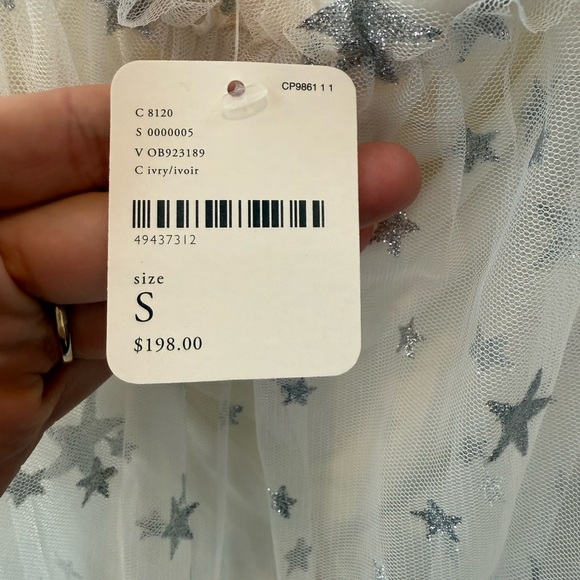 CP9861 1 1
C 8120
S 0000005
V OB923189
C ivry/ivoir
49437312
size
S
$198.00